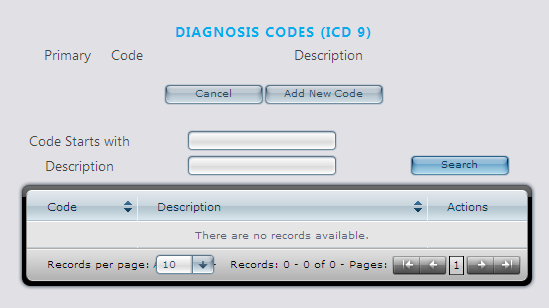 DIAGNOSIS CODES (ICD 9)
Primary Code Description
Cancel Add New Code
Code Starts with
Description Search
Code Description Actions
There are no records available.
Records per page: 10 Records: 0 - 0 of 0 - Pages: 1